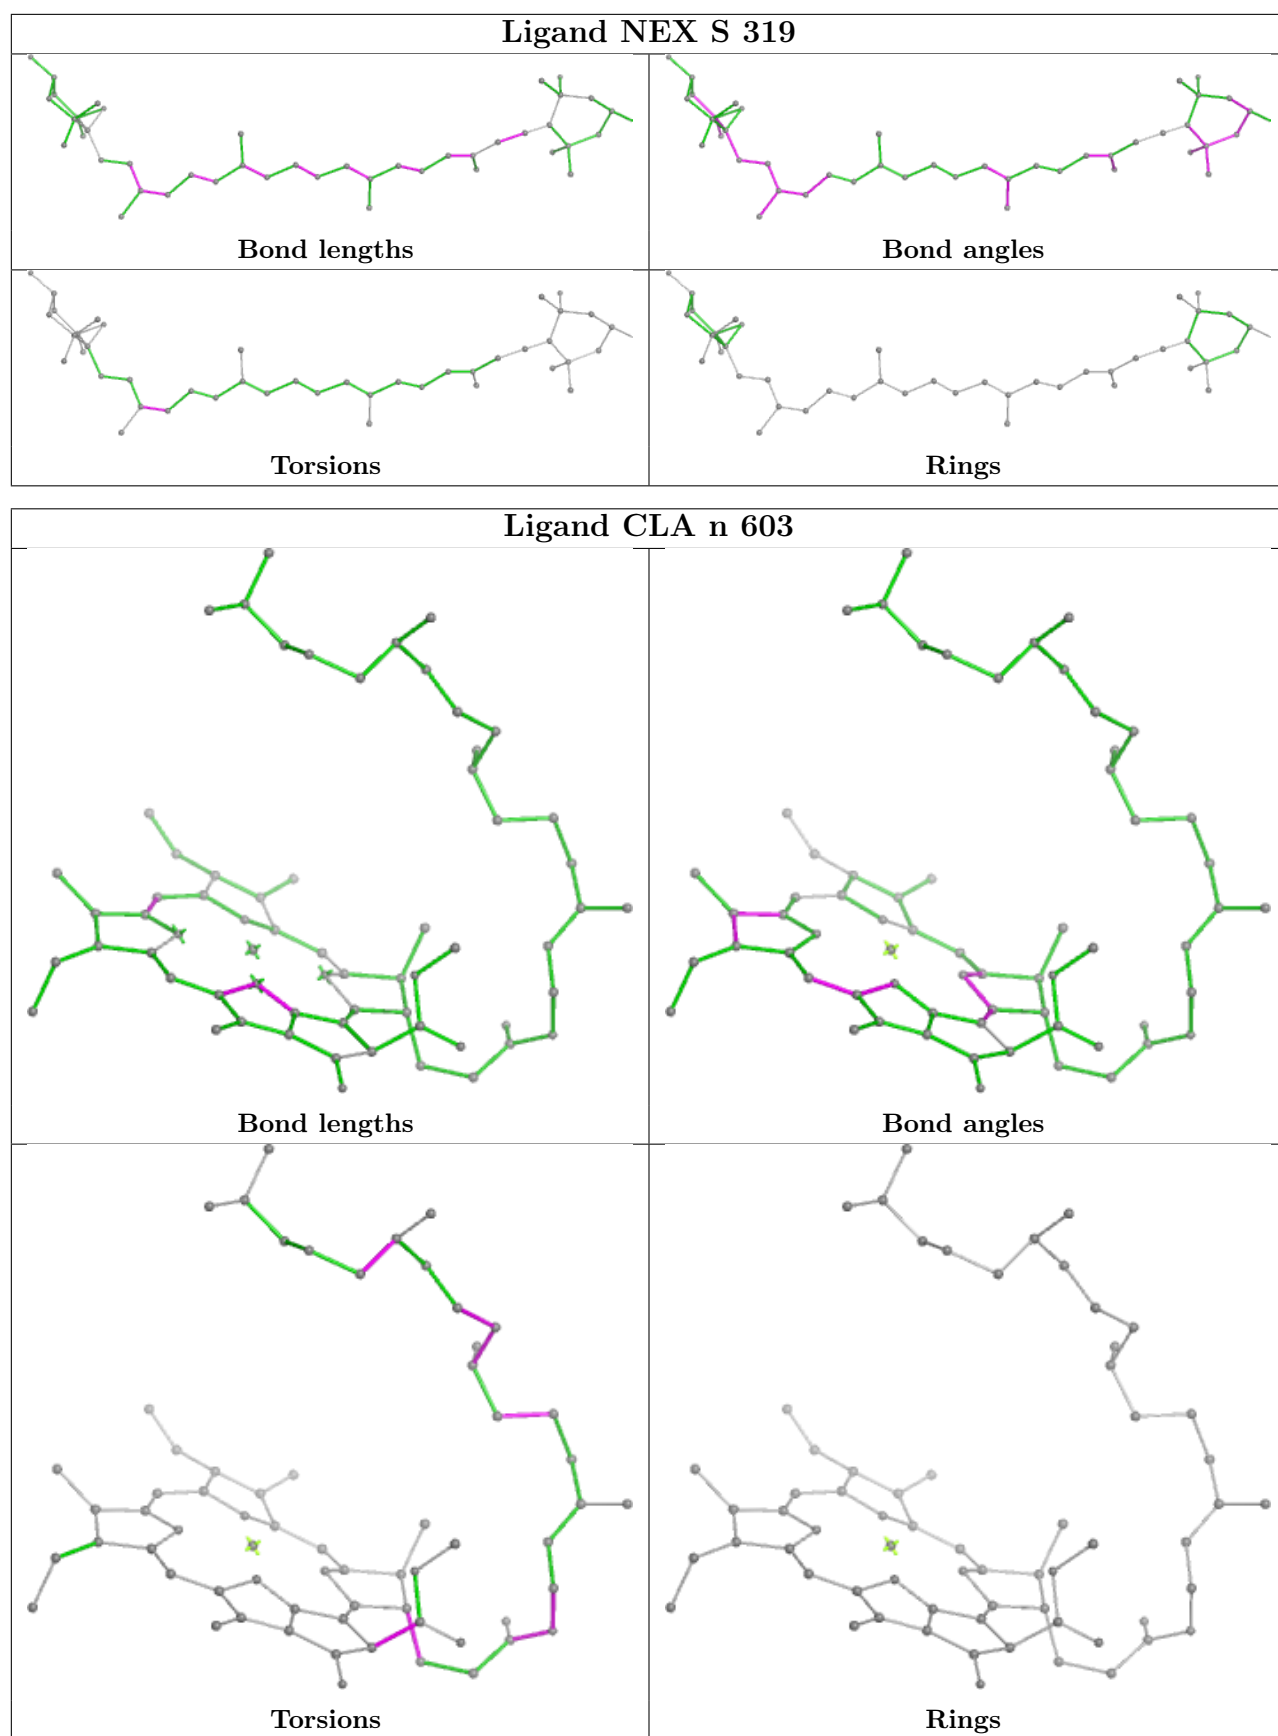 Ligand NEX S 319
Bond lengths
Bond angles
Torsions
Rings
Ligand CLA n 603
Bond lengths
Bond angles
Torsions
Rings